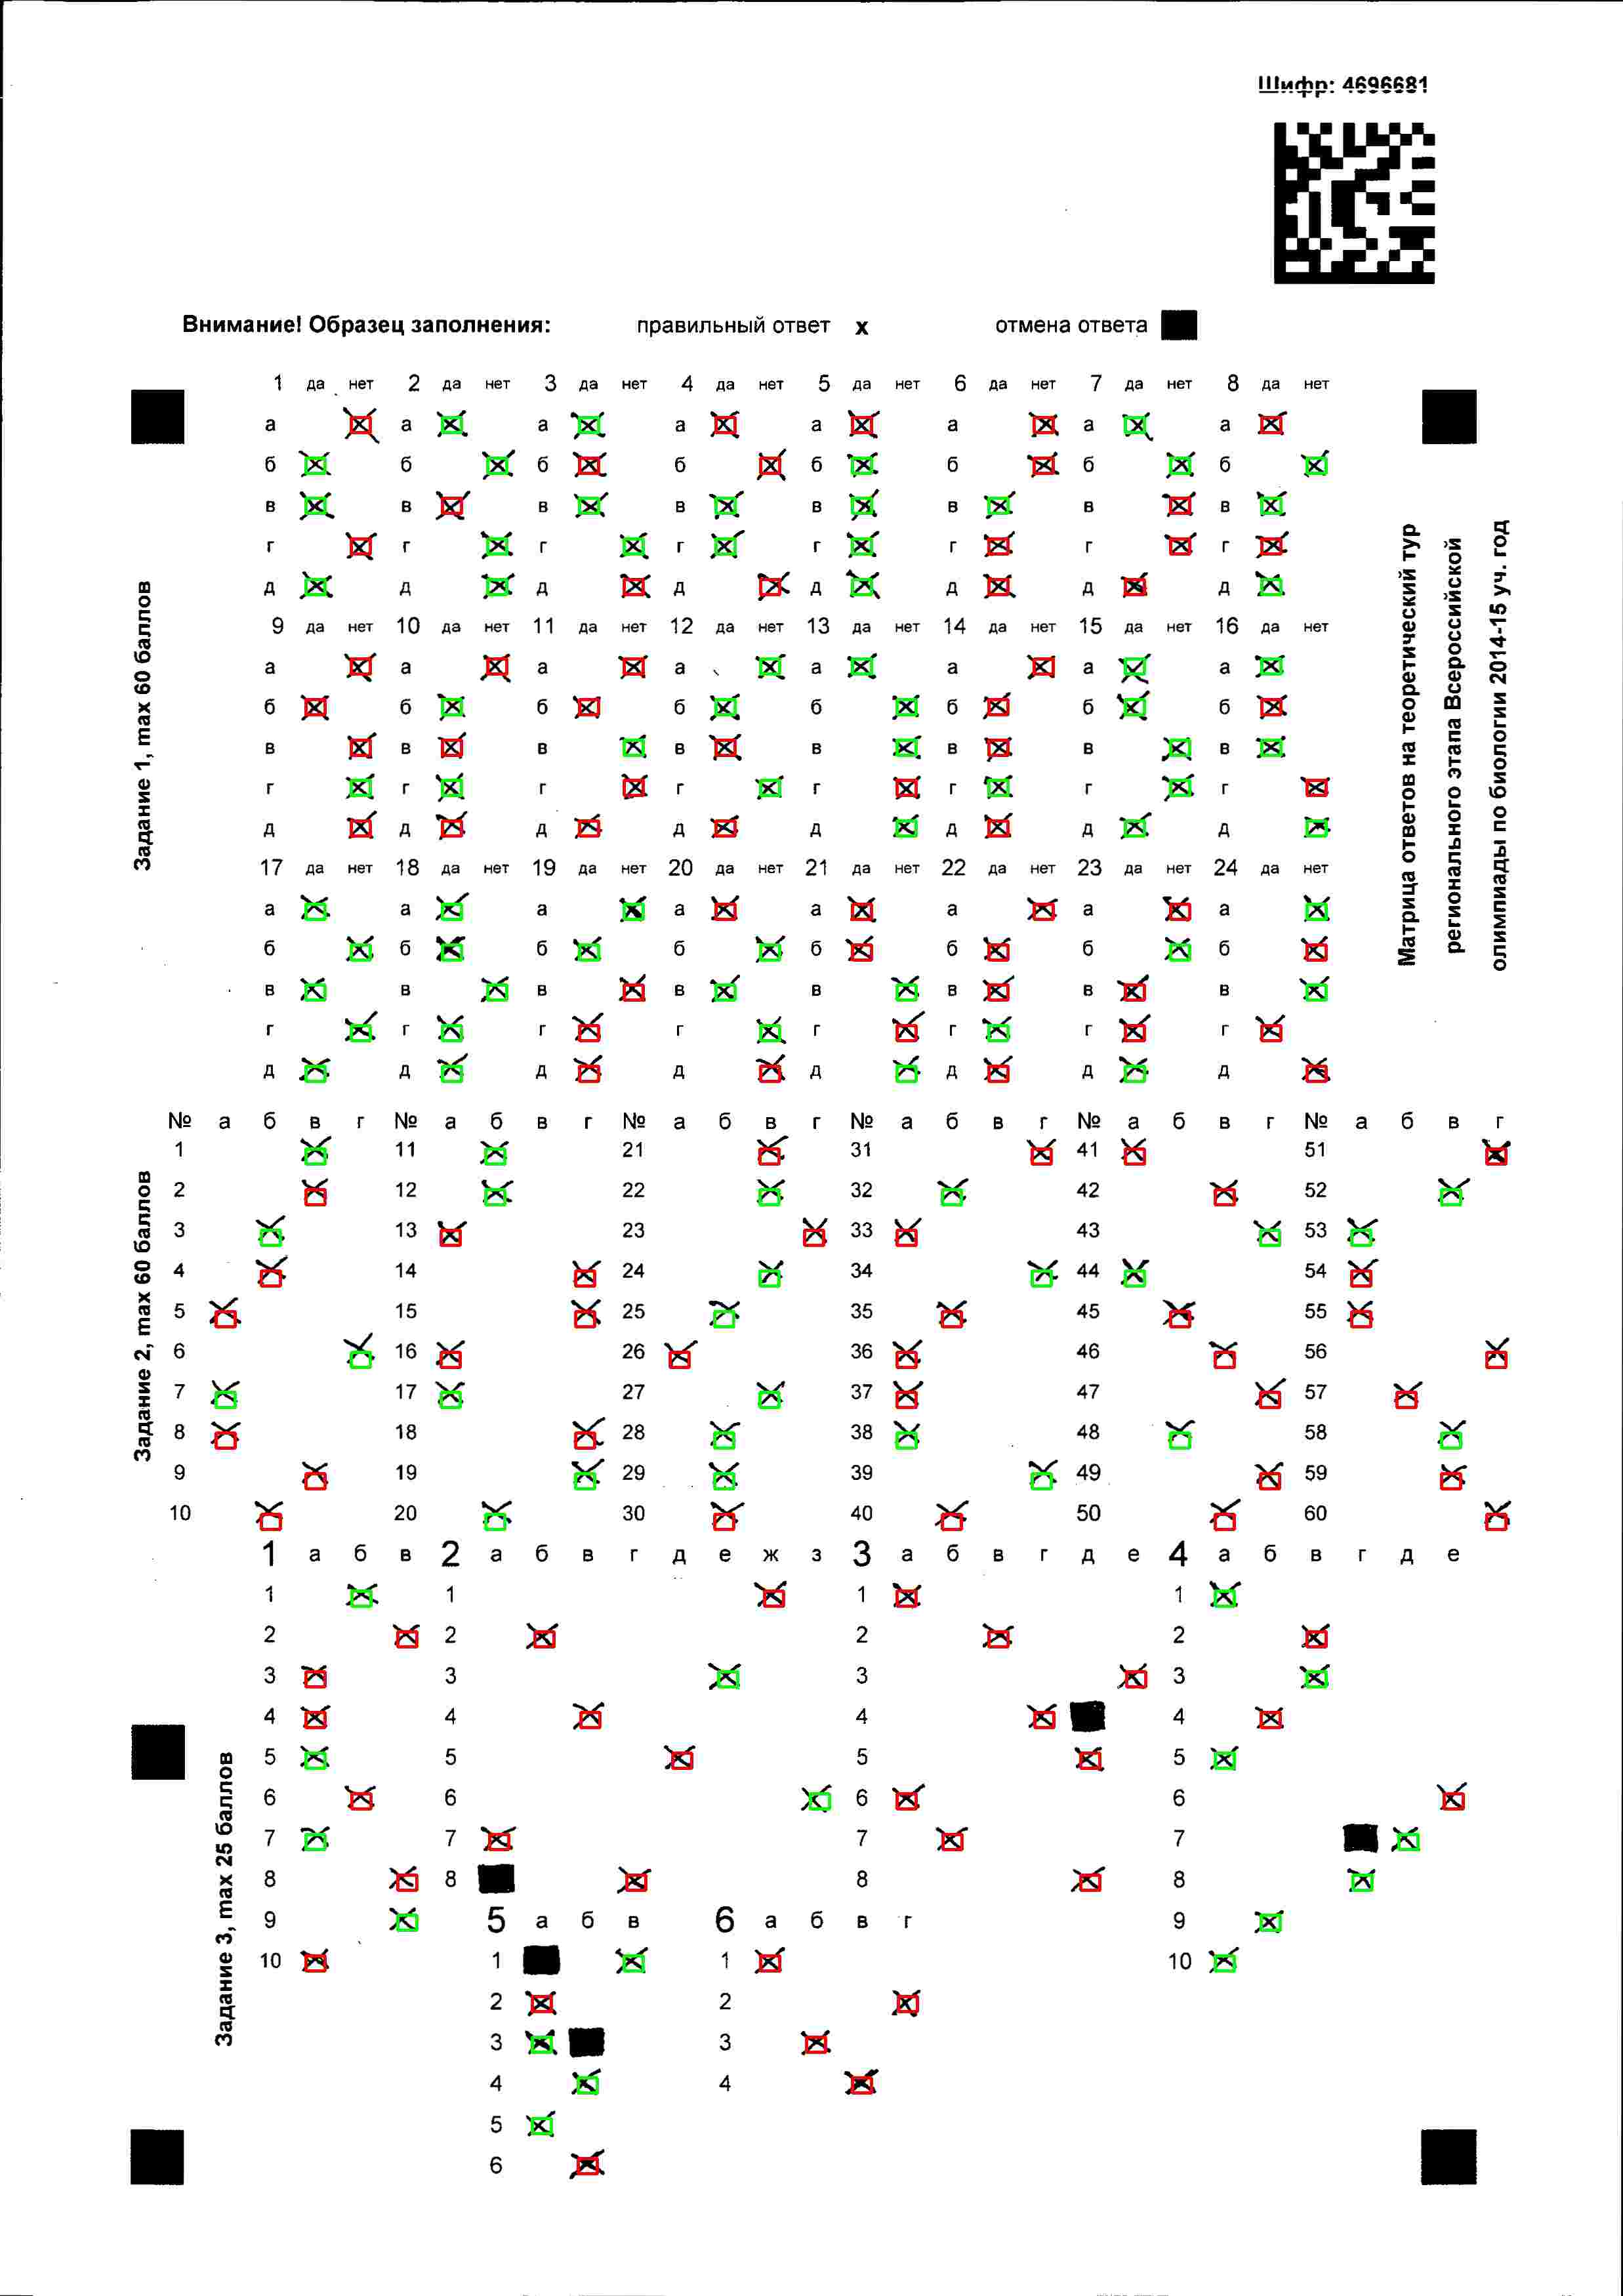 Шифр: 4696681
Внимание! Образец заполнения: правильный ответ x отмена ответа
Матрица ответов на теоретический тур
регионального этапа Всероссийской
олимпиады по биологии 2014-15 уч. год
Задание 1, max 60 баллов
1 да нет 2 да нет 3 да нет 4 да нет 5 да нет 6 да нет 7 да нет 8 да нет
а а а а а а а а
б б б б б б б б
в в в в в в в в
г г г г г г г г
д д д д д д д д
9 да нет 10 да нет 11 да нет 12 да нет 13 да нет 14 да нет 15 да нет 16 да нет
а а а а а а а а
б б б б б б б б
в в в в в в в в
г г г г г г г г
д д д д д д д д
17 да нет 18 да нет 19 да нет 20 да нет 21 да нет 22 да нет 23 да нет 24 да нет
а а а а а а а а
б б б б б б б б
в в в в в в в в
г г г г г г г г
д д д д д д д д
Задание 2, max 60 баллов
№ а б в г № а б в г № а б в г № а б в г № а б в г № а б в г
1 11 21 31 41 51
2 12 22 32 42 52
3 13 23 33 43 53
4 14 24 34 44 54
5 15 25 35 45 55
6 16 26 36 46 56
7 17 27 37 47 57
8 18 28 38 48 58
9 19 29 39 49 59
10 20 30 40 50 60
Задание 3, max 25 баллов
1 а б в 2 а б в г д е ж з 3 а б в г д е 4 а б в г д е
1 1 1 1
2 2 2 2
3 3 3 3
4 4 4 4
5 5 5 5
6 6 6 6
7 7 7 7
8 8 8 8
9 5 а б в 6 а б в г 9
10 1 1 10
2 2
3 3
4 4
5
6